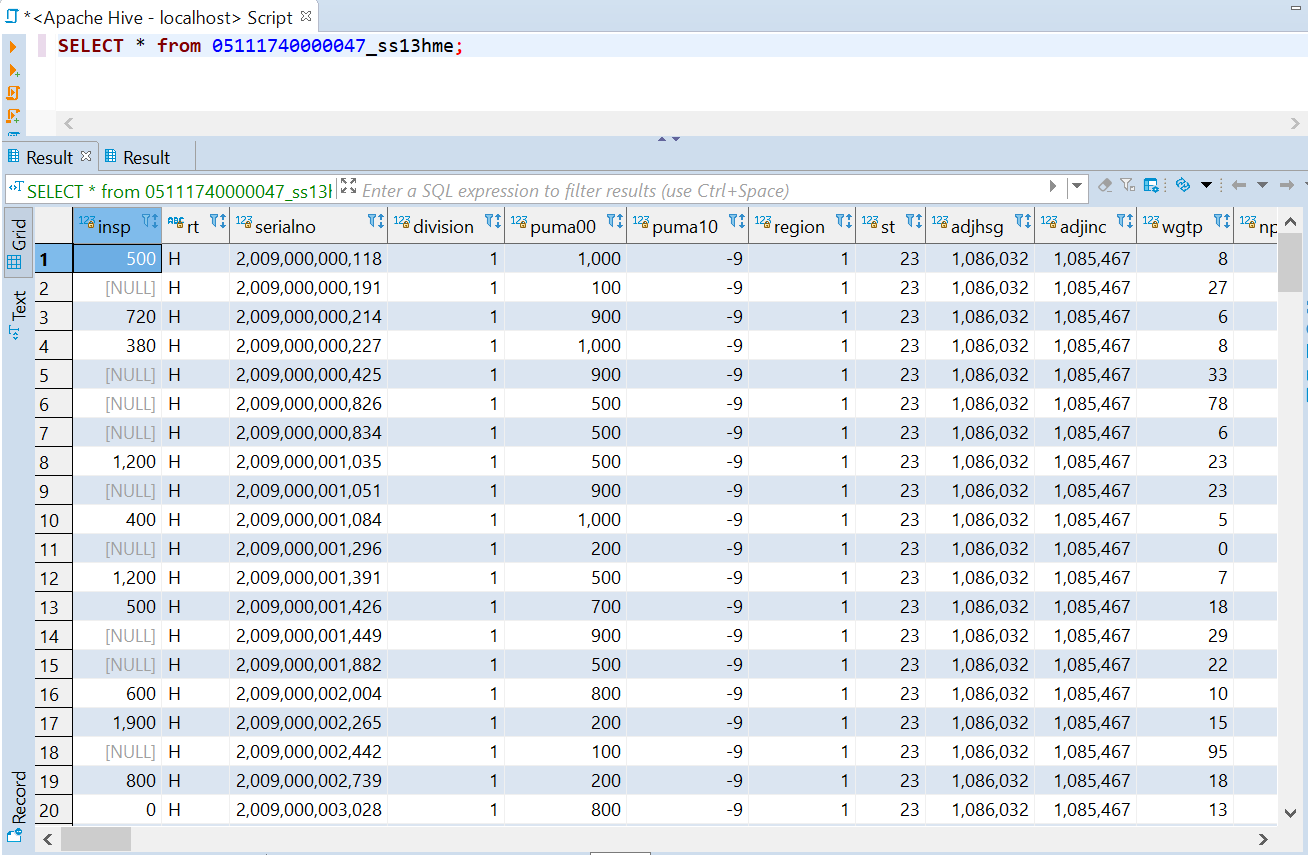 *<Apache Hive - localhost> Script
SELECT * from 05111740000047_ss13hme;
Result Result
SELECT * from 05111740000047_ss13h Enter a SQL expression to filter results (use Ctrl+Space)
Grid
Text
Record
123 insp ABC rt 123 serialno 123 division 123 puma00 123 puma10 123 region 123 st 123 adjhsg 123 adjinc 123 wgtp 123 np
1 500 H 2,009,000,000,118 1 1,000 -9 1 23 1,086,032 1,085,467 8
2 [NULL] H 2,009,000,000,191 1 100 -9 1 23 1,086,032 1,085,467 27
3 720 H 2,009,000,000,214 1 900 -9 1 23 1,086,032 1,085,467 6
4 380 H 2,009,000,000,227 1 1,000 -9 1 23 1,086,032 1,085,467 8
5 [NULL] H 2,009,000,000,425 1 900 -9 1 23 1,086,032 1,085,467 33
6 [NULL] H 2,009,000,000,826 1 500 -9 1 23 1,086,032 1,085,467 78
7 [NULL] H 2,009,000,000,834 1 500 -9 1 23 1,086,032 1,085,467 6
8 1,200 H 2,009,000,001,035 1 500 -9 1 23 1,086,032 1,085,467 23
9 [NULL] H 2,009,000,001,051 1 900 -9 1 23 1,086,032 1,085,467 23
10 400 H 2,009,000,001,084 1 1,000 -9 1 23 1,086,032 1,085,467 5
11 [NULL] H 2,009,000,001,296 1 200 -9 1 23 1,086,032 1,085,467 0
12 1,200 H 2,009,000,001,391 1 500 -9 1 23 1,086,032 1,085,467 7
13 500 H 2,009,000,001,426 1 700 -9 1 23 1,086,032 1,085,467 18
14 [NULL] H 2,009,000,001,449 1 900 -9 1 23 1,086,032 1,085,467 29
15 [NULL] H 2,009,000,001,882 1 500 -9 1 23 1,086,032 1,085,467 22
16 600 H 2,009,000,002,004 1 800 -9 1 23 1,086,032 1,085,467 10
17 1,900 H 2,009,000,002,265 1 200 -9 1 23 1,086,032 1,085,467 15
18 [NULL] H 2,009,000,002,442 1 100 -9 1 23 1,086,032 1,085,467 95
19 800 H 2,009,000,002,739 1 200 -9 1 23 1,086,032 1,085,467 18
20 0 H 2,009,000,003,028 1 800 -9 1 23 1,086,032 1,085,467 13